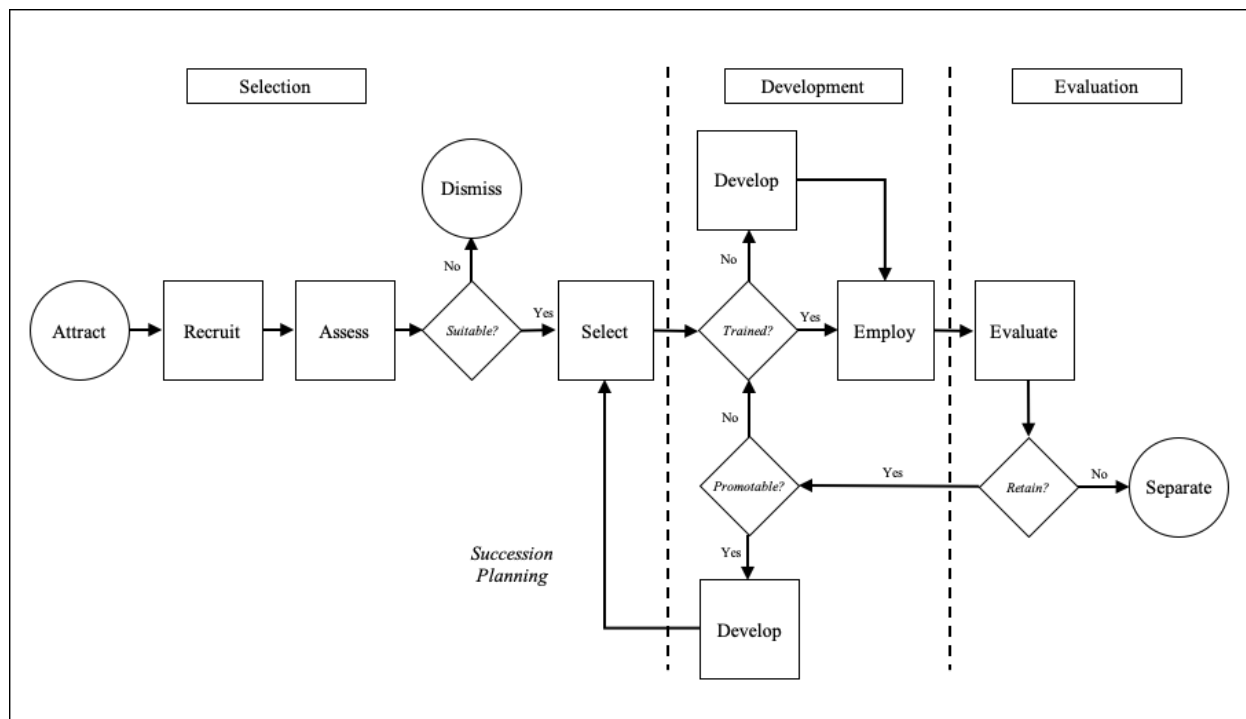 Selection
Development
Evaluation
Dismiss
Develop
No
No
Attract
Recruit
Assess
Suitable?
Yes
Select
Trained?
Yes
Employ
Evaluate
No
Promotable?
Yes
Retain?
No
Separate
Yes
Succession
Planning
Develop